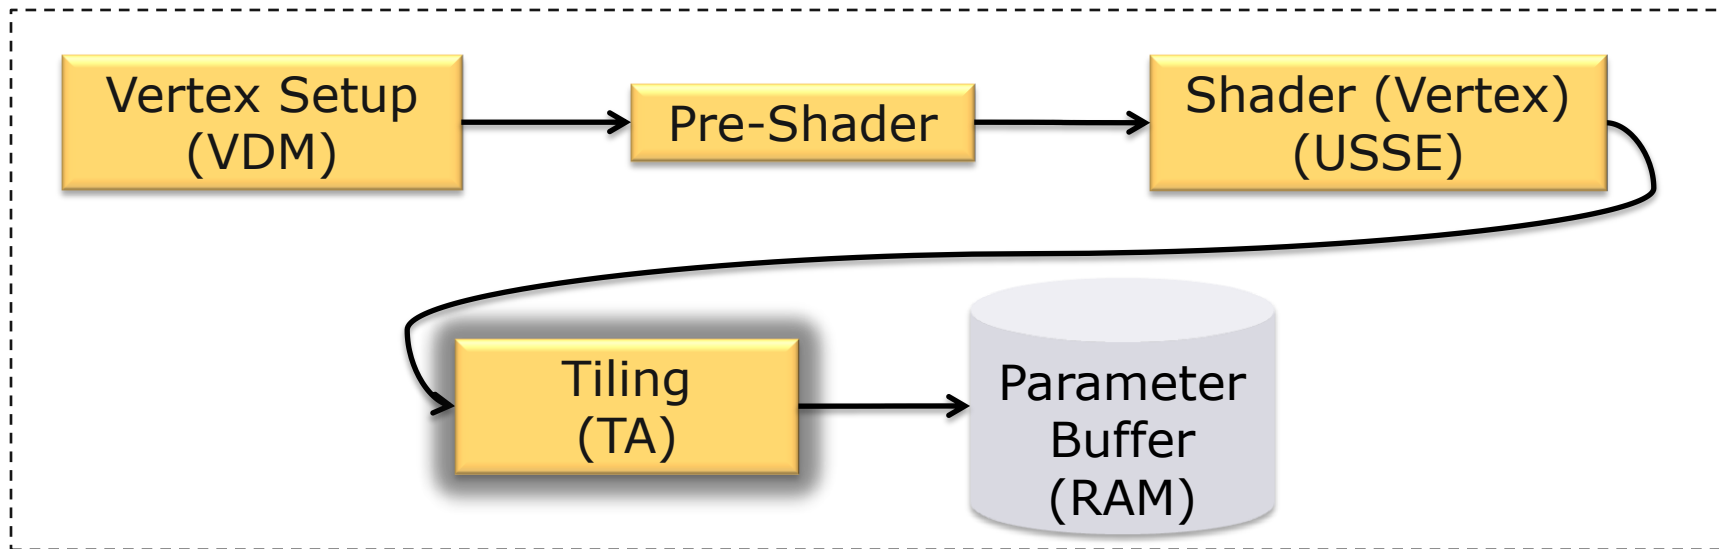 Vertex Setup
(VDM)
Pre-Shader
Shader (Vertex)
(USSE)
Tiling
(TA)
Parameter
Buffer
(RAM)